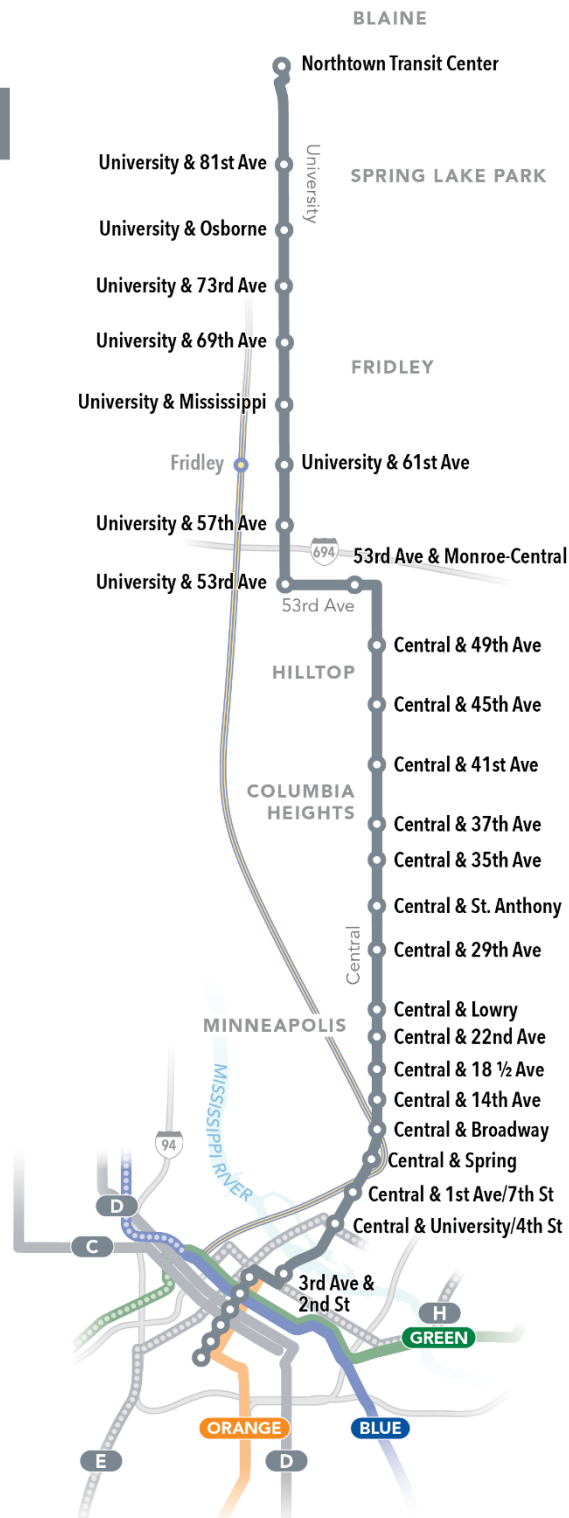 BLAINE
Northtown Transit Center
University & 81st Ave
University
SPRING LAKE PARK
University & Osborne
University & 73rd Ave
University & 69th Ave
FRIDLEY
University & Mississippi
Fridley
University & 61st Ave
University & 57th Ave
694
53rd Ave & Monroe-Central
University & 53rd Ave
53rd Ave
Central & 49th Ave
HILLTOP
Central & 45th Ave
Central & 41st Ave
COLUMBIA
HEIGHTS
Central & 37th Ave
Central & 35th Ave
Central & St. Anthony
Central & 29th Ave
Central
Central & Lowry
MINNEAPOLIS
Central & 22nd Ave
Central & 18 ½ Ave
Central & 14th Ave
MISSISSIPPI RIVER
Central & Broadway
94
Central & Spring
Central & 1st Ave/7th St
D
Central & University/4th St
C
3rd Ave &
2nd St
H
GREEN
ORANGE
BLUE
E
D